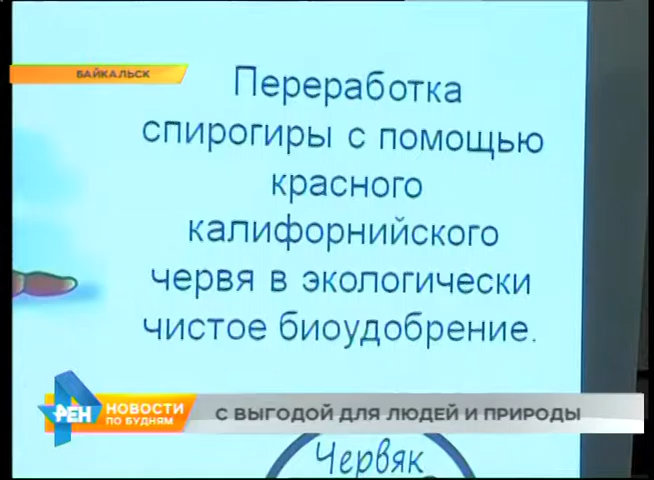 БАЙКАЛЬСК
Переработка
спирогиры с помощью
красного
калифорнийского
червя в экологически
чистое биоудобрение.
РЕН
НОВОСТИ
ПО БУДНЯМ
С ВЫГОДОЙ ДЛЯ ЛЮДЕЙ И ПРИРОДЫ
Червяк